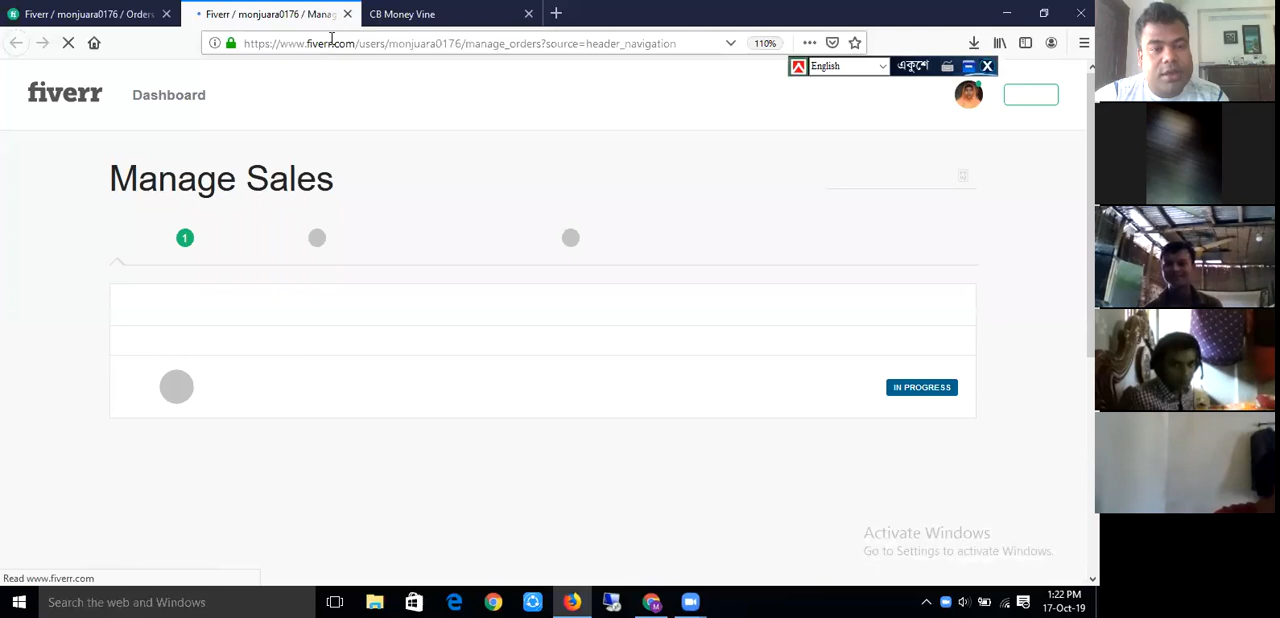 Fiverr / monjuara0176 / Orders
Fiverr / monjuara0176 / Manag
CB Money Vine
https://www.fiverr.com/users/monjuara0176/manage_orders?source=header_navigation
110%
English
একুশে
fiverr
Dashboard
Manage Sales
1
IN PROGRESS
Activate Windows
Go to Settings to activate Windows.
Read www.fiverr.com
Search the web and Windows
1:22 PM
17-Oct-19